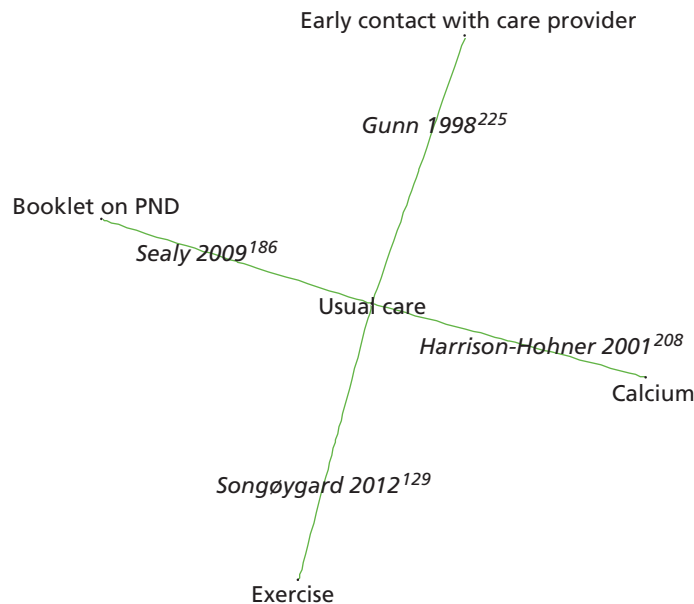 Early contact with care provider
Gunn 1998225
Booklet on PND
Sealy 2009186
Usual care
Harrison-Hohner 2001208
Calcium
Songøygard 2012129
Exercise